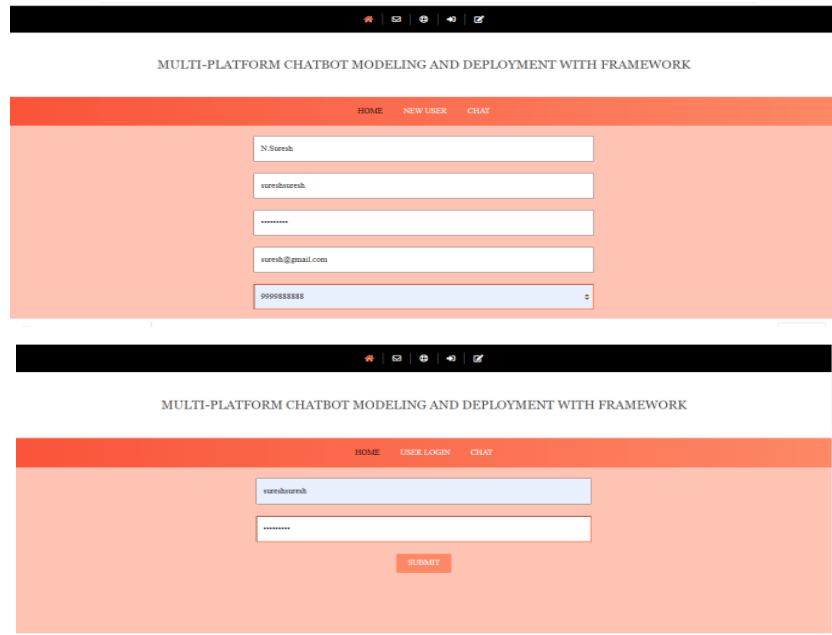 MULTI-PLATFORM CHATBOT MODELING AND DEPLOYMENT WITH FRAMEWORK
HOME NEW USER CHAT
N.Suresh
sureshsuresh
•••••••••
suresh@gmail.com
9999888888
MULTI-PLATFORM CHATBOT MODELING AND DEPLOYMENT WITH FRAMEWORK
HOME USER LOGIN CHAT
sureshsuresh
•••••••••
SUBMIT